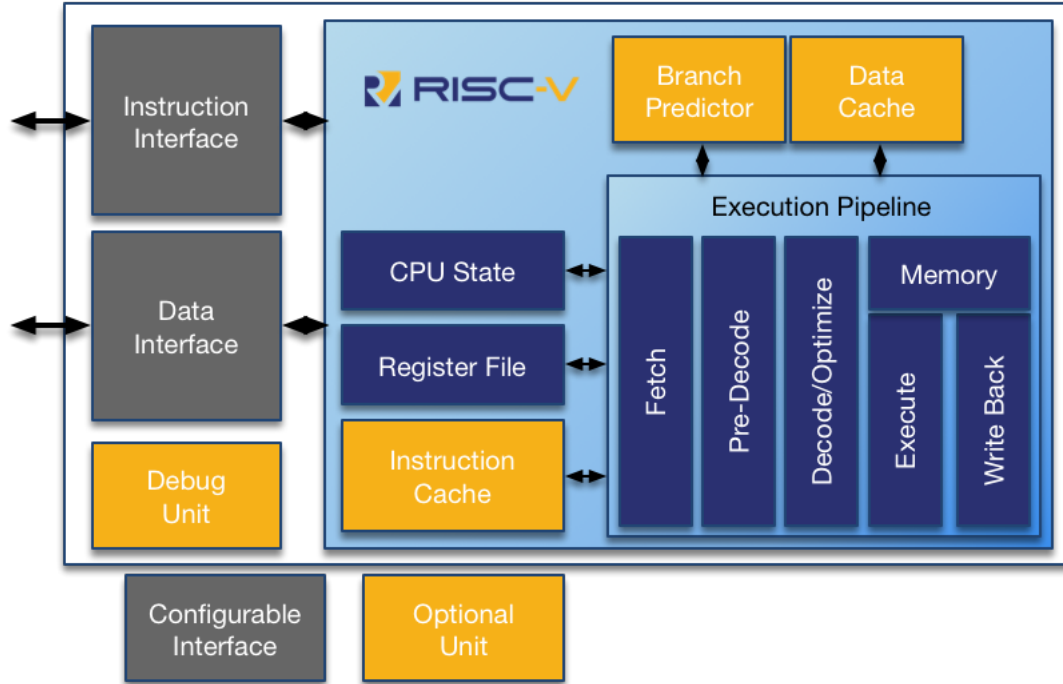 Instruction
Interface
RISC-V
Branch
Predictor
Data
Cache
Execution Pipeline
Data
Interface
CPU State
Register File
Instruction
Cache
Fetch
Pre-Decode
Decode/Optimize
Memory
Execute
Write Back
Debug
Unit
Configurable
Interface
Optional
Unit